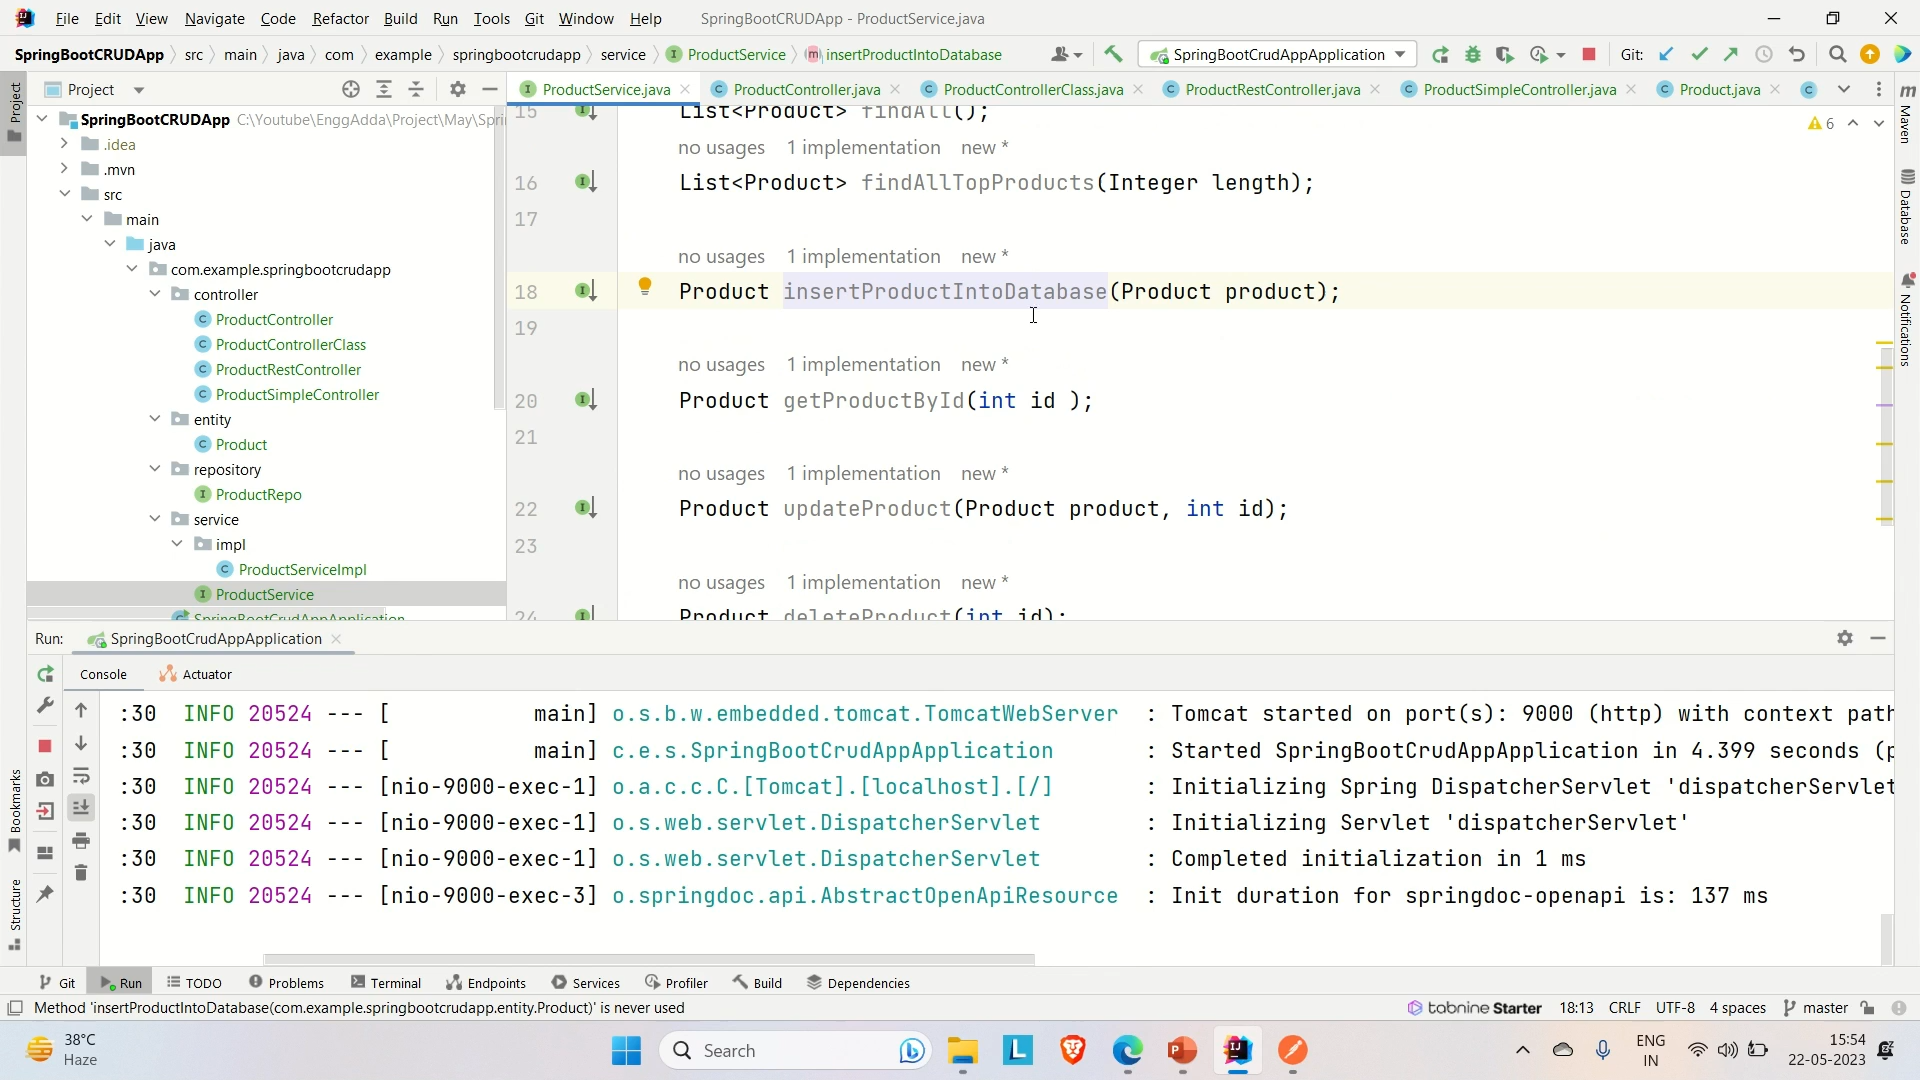 File Edit View Navigate Code Refactor Build Run Tools Git Window Help SpringBootCRUDApp - ProductService.java
SpringBootCRUDApp src main java com example springbootcrudapp service ProductService insertProductIntoDatabase SpringBootCrudAppApplication Git:
Project
Project
ProductService.java ProductController.java ProductControllerClass.java ProductRestController.java ProductSimpleController.java Product.java
SpringBootCRUDApp C:\Youtube\EnggAdda\Project\May\Spri
.idea
.mvn
src
main
java
com.example.springbootcrudapp
controller
ProductController
ProductControllerClass
ProductRestController
ProductSimpleController
entity
Product
repository
ProductRepo
service
impl
ProductServiceImpl
ProductService
SpringBootCrudAppApplication
15 List<Product> findAll();
6
no usages 1 implementation new *
16 List<Product> findAllTopProducts(Integer length);
17
no usages 1 implementation new *
18 Product insertProductIntoDatabase(Product product);
19
no usages 1 implementation new *
20 Product getProductById(int id );
21
no usages 1 implementation new *
22 Product updateProduct(Product product, int id);
23
no usages 1 implementation new *
24 Product deleteProduct(int id);
Maven
Database
Notifications
Run: SpringBootCrudAppApplication
Console Actuator
:30 INFO 20524 --- [ main] o.s.b.w.embedded.tomcat.TomcatWebServer : Tomcat started on port(s): 9000 (http) with context path
:30 INFO 20524 --- [ main] c.e.s.SpringBootCrudAppApplication : Started SpringBootCrudAppApplication in 4.399 seconds (p
:30 INFO 20524 --- [nio-9000-exec-1] o.a.c.c.C.[Tomcat].[localhost].[/] : Initializing Spring DispatcherServlet 'dispatcherServlet
:30 INFO 20524 --- [nio-9000-exec-1] o.s.web.servlet.DispatcherServlet : Initializing Servlet 'dispatcherServlet'
:30 INFO 20524 --- [nio-9000-exec-1] o.s.web.servlet.DispatcherServlet : Completed initialization in 1 ms
:30 INFO 20524 --- [nio-9000-exec-3] o.springdoc.api.AbstractOpenApiResource : Init duration for springdoc-openapi is: 137 ms
Bookmarks
Structure
Git Run TODO Problems Terminal Endpoints Services Profiler Build Dependencies
Method 'insertProductIntoDatabase(com.example.springbootcrudapp.entity.Product)' is never used tabnine Starter 18:13 CRLF UTF-8 4 spaces master
38°C
Haze
Search
ENG
IN
15:54
22-05-2023